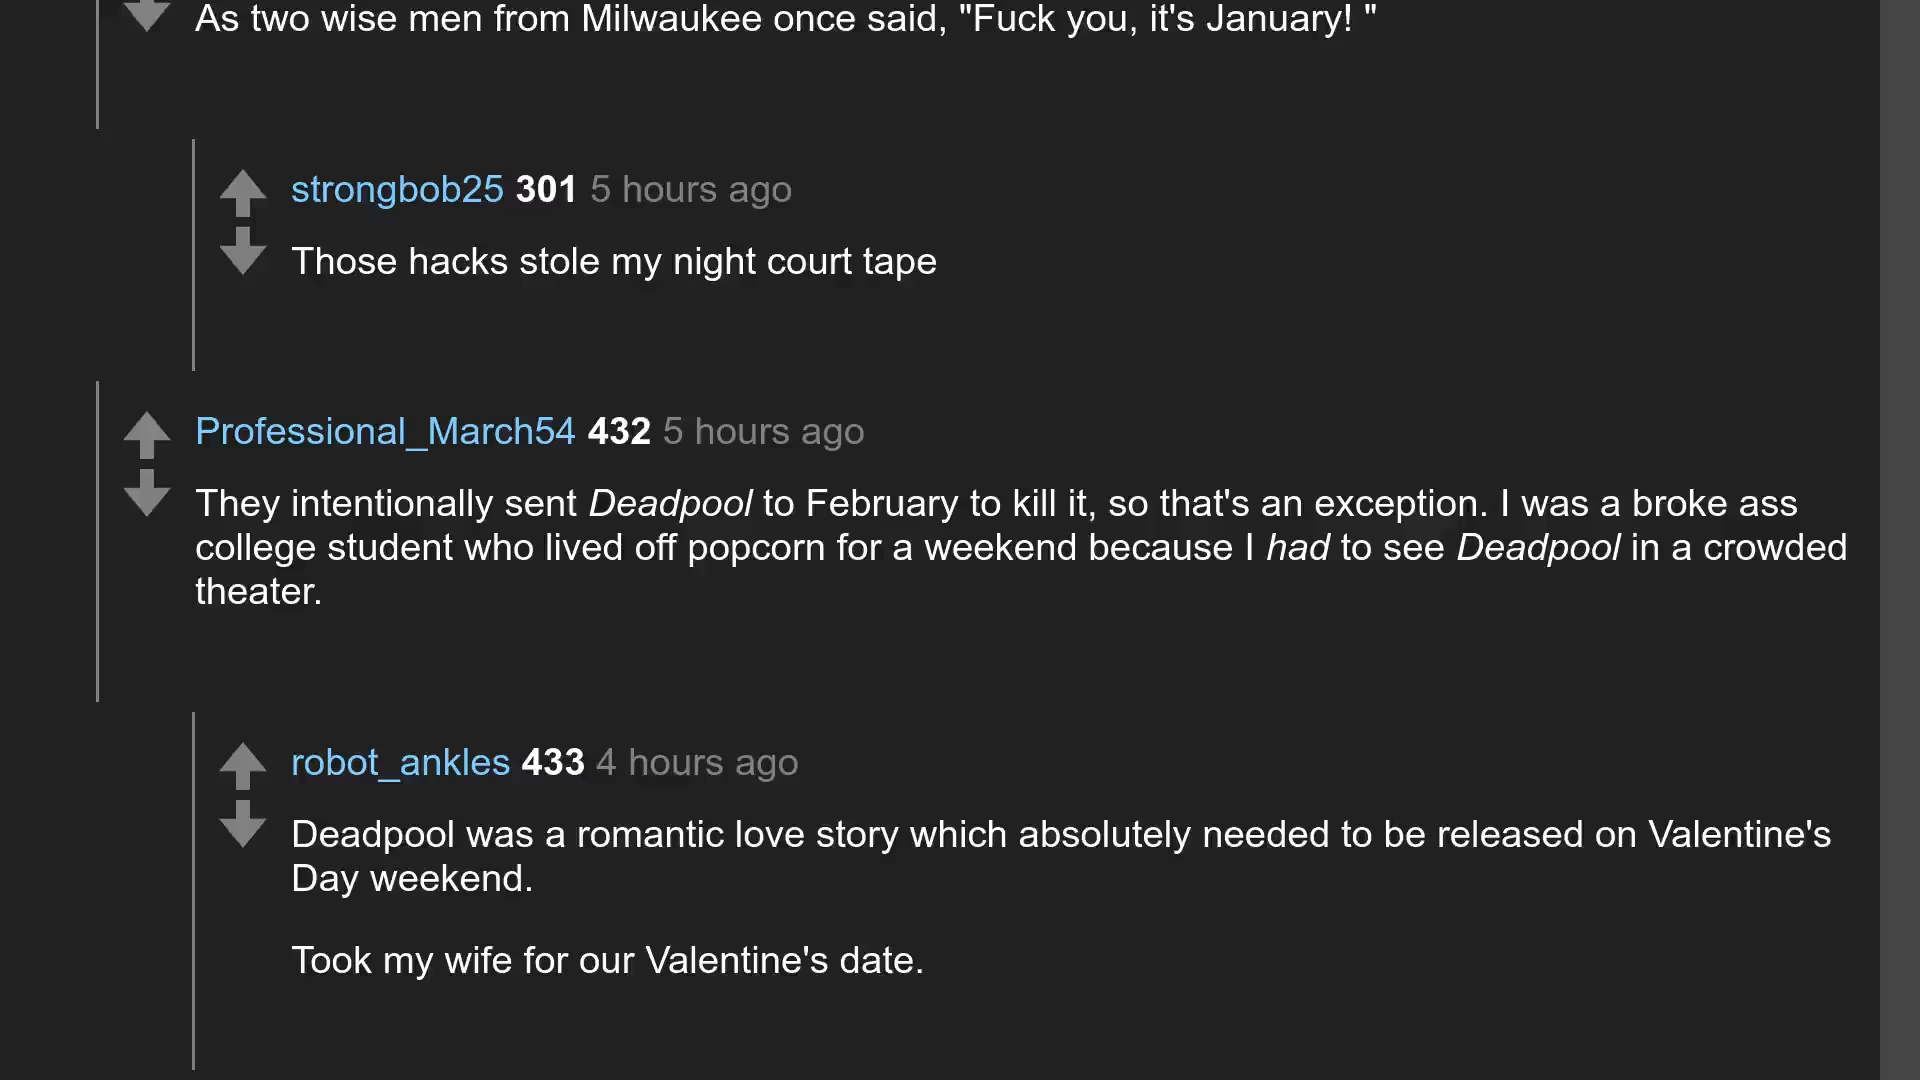 As two wise men from Milwaukee once said, "Fuck you, it's January! "
strongbob25 301 5 hours ago
Those hacks stole my night court tape
Professional_March54 432 5 hours ago
They intentionally sent Deadpool to February to kill it, so that's an exception. I was a broke ass
college student who lived off popcorn for a weekend because I had to see Deadpool in a crowded
theater.
robot_ankles 433 4 hours ago
Deadpool was a romantic love story which absolutely needed to be released on Valentine's
Day weekend.
Took my wife for our Valentine's date.